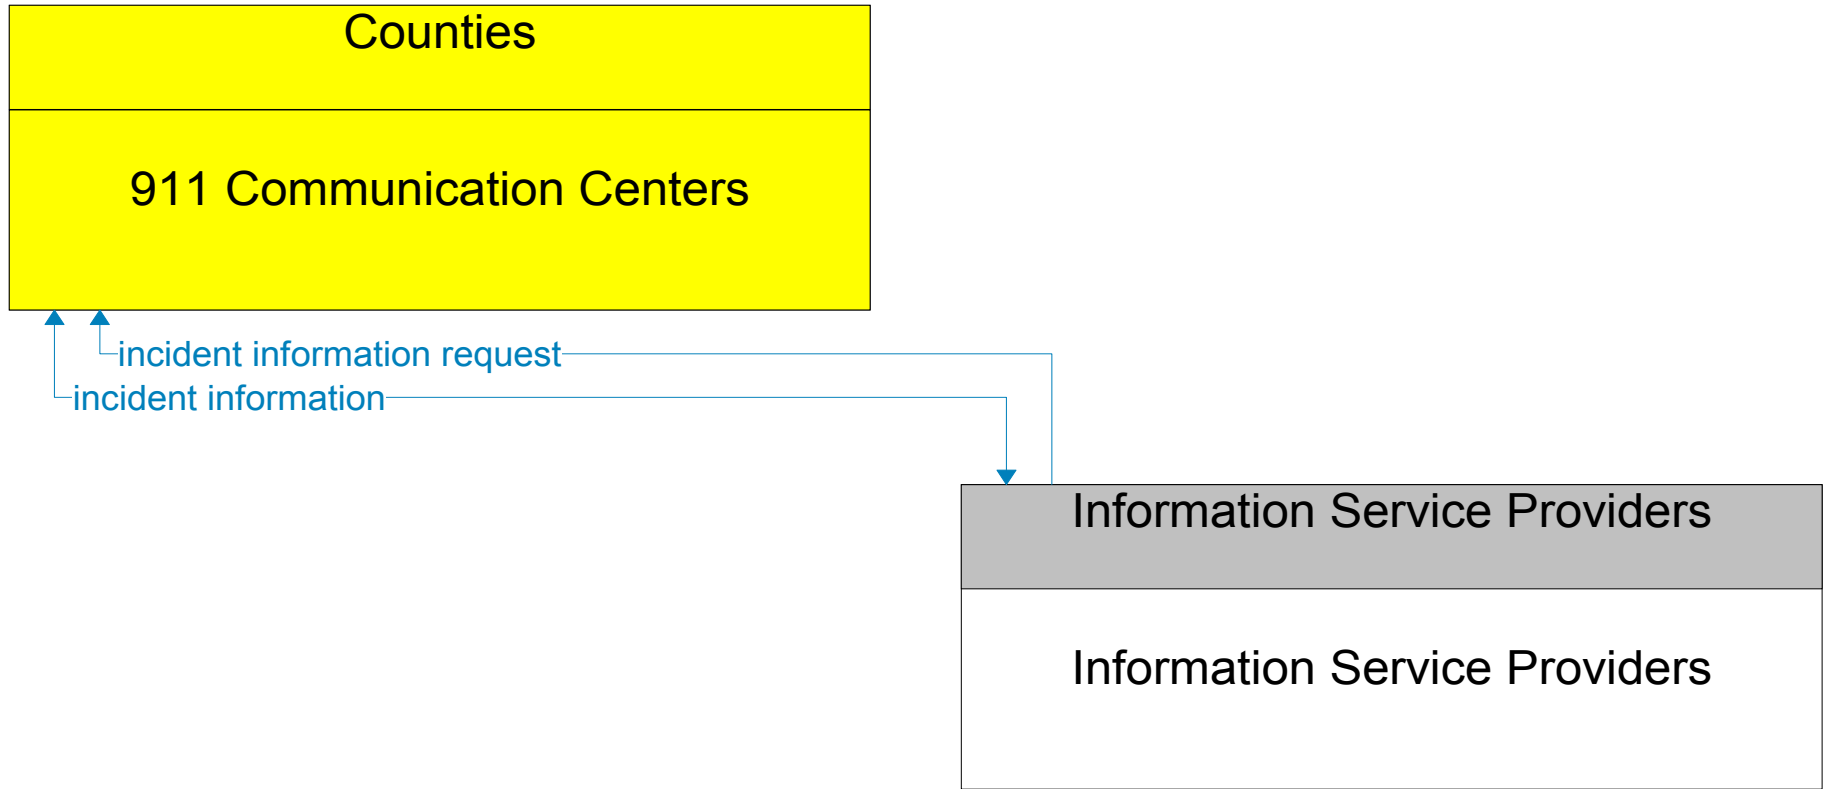 Counties
911 Communication Centers
incident information request
incident information
Information Service Providers
Information Service Providers